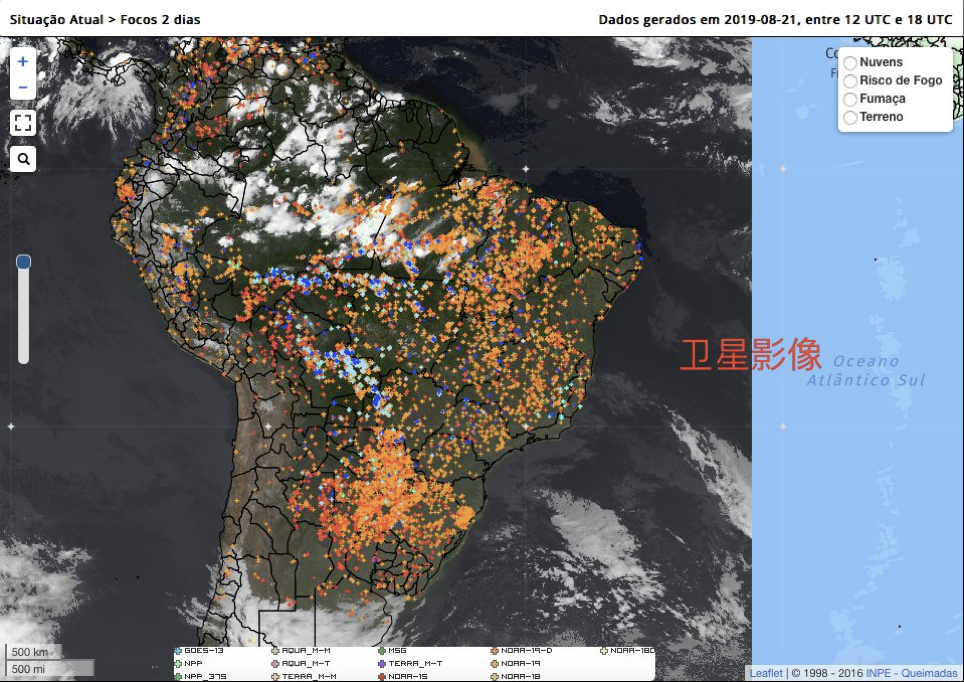 Situação Atual > Focos 2 dias
Dados gerados em 2019-08-21, entre 12 UTC e 18 UTC
+
−
Nuvens
Risco de Fogo
Fumaça
Terreno
卫星影像
Oceano
Atlântico Sul
500 km
500 mi
GOES-13
AQUA_M-M
MSG
NOAA-19-D
NOAA-18D
NPP
AQUA_M-T
TERRA_M-T
NOAA-19
NPP_375
TERRA_M-M
NOAA-15
NOAA-18
Leaflet | © 1998 - 2016 INPE - Queimadas